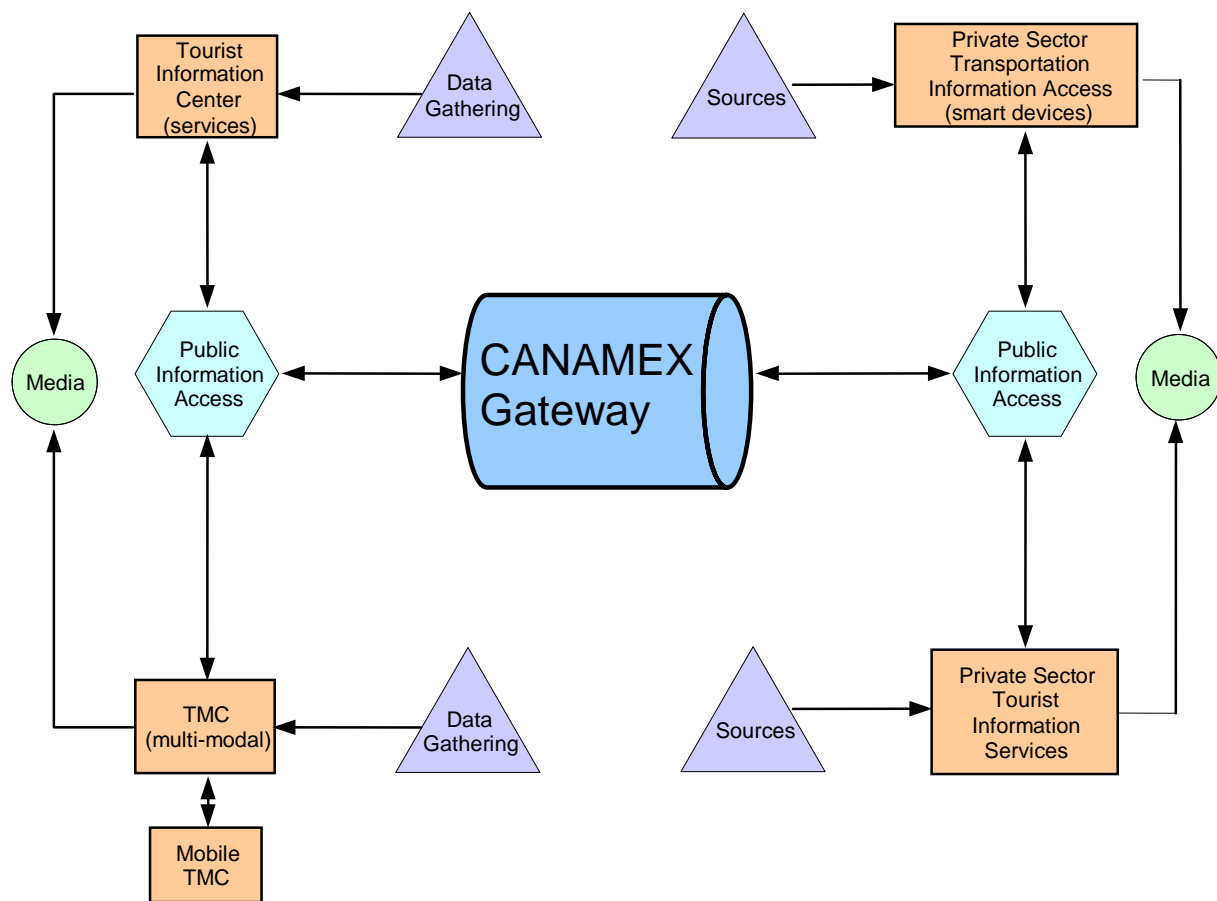 Tourist
Information
Center
(services)
Data
Gathering
Sources
Private Sector
Transportation
Information Access
(smart devices)
Media
Public
Information
Access
CANAMEX
Gateway
Public
Information
Access
Media
TMC
(multi-modal)
Data
Gathering
Sources
Private Sector
Tourist
Information
Services
Mobile
TMC